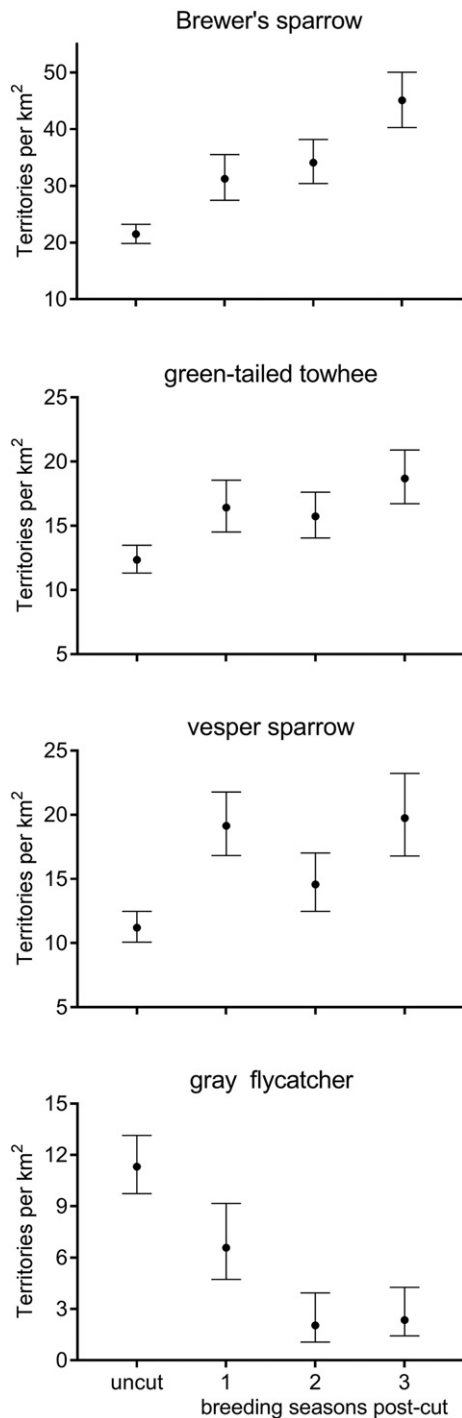 Brewer's sparrow
Territories per km²
50
40
30
20
10
green-tailed towhee
Territories per km²
25
20
15
10
5
vesper sparrow
Territories per km²
25
20
15
10
5
gray flycatcher
Territories per km²
15
12
9
6
3
0
uncut 1 2 3
breeding seasons post-cut